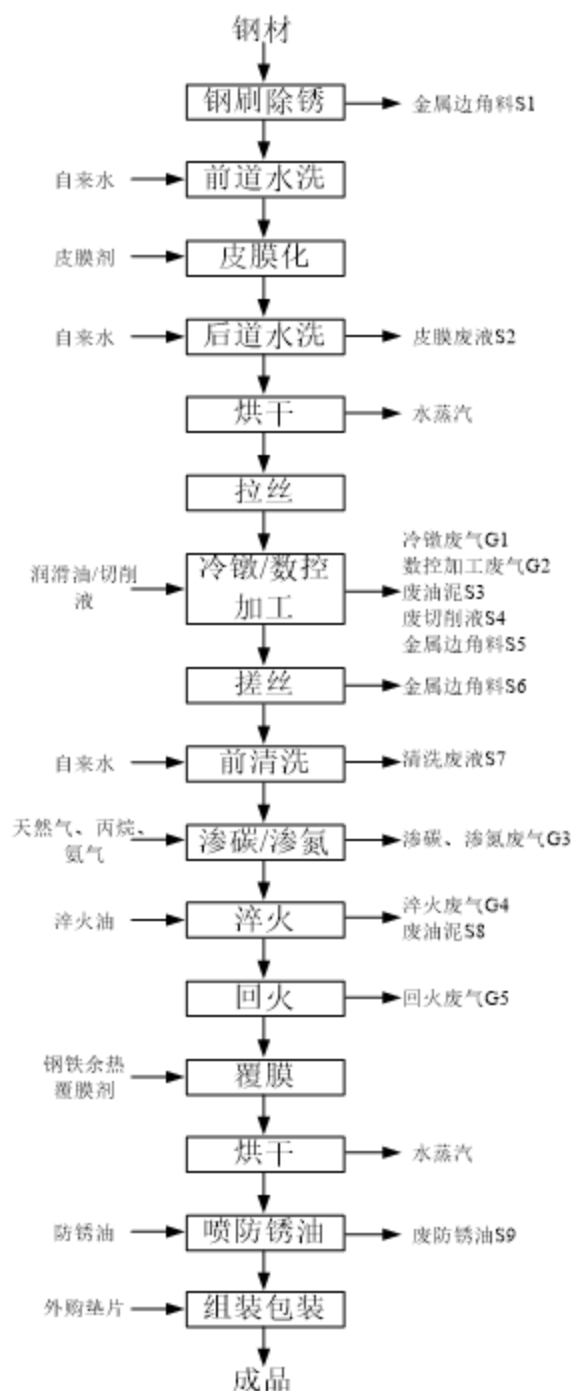 钢材
钢刷除锈
金属边角料S1
自来水
前道水洗
皮膜剂
皮膜化
自来水
后道水洗
皮膜废液S2
烘干
水蒸汽
拉丝
润滑油/切削
液
冷镦/数控
加工
冷镦废气G1
数控加工废气G2
废油泥S3
废切削液S4
金属边角料S5
搓丝
金属边角料S6
自来水
前清洗
清洗废液S7
天然气、丙烷、
氨气
渗碳/渗氮
渗碳、渗氮废气G3
淬火油
淬火
淬火废气G4
废油泥S8
回火
回火废气G5
钢铁余热
覆膜剂
覆膜
烘干
水蒸汽
防锈油
喷防锈油
废防锈油S9
外购垫片
组装包装
成品